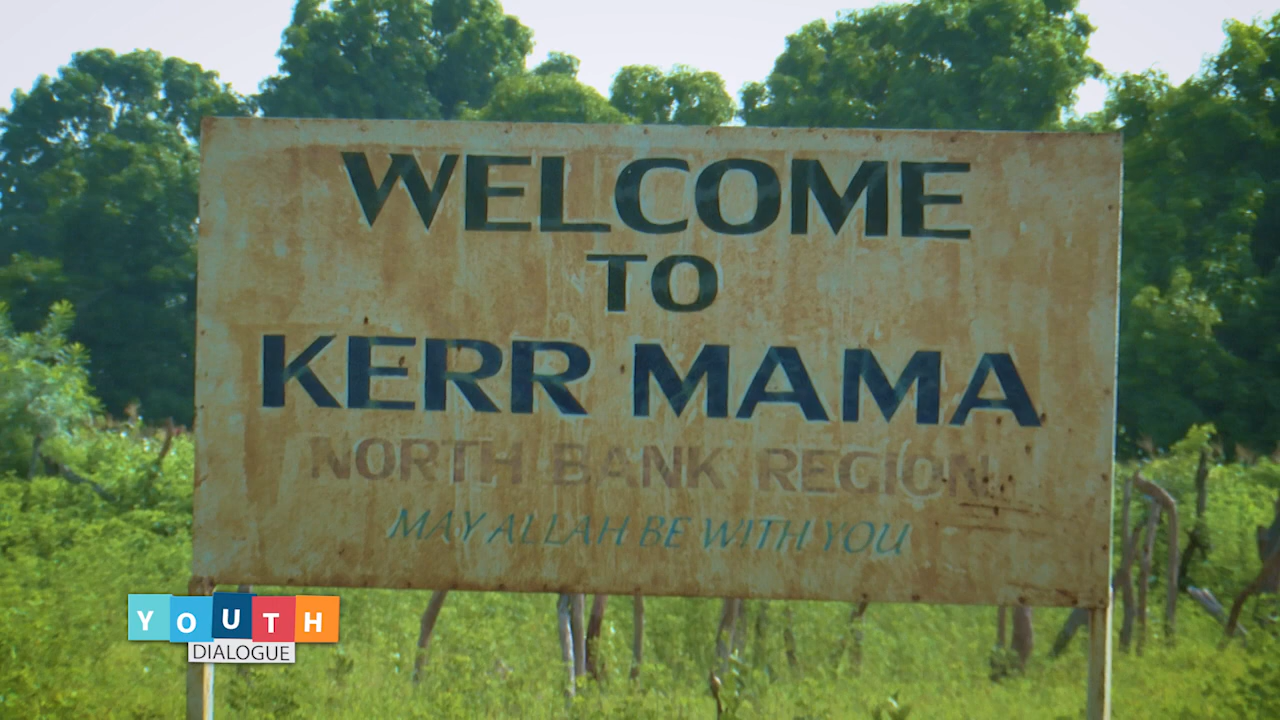 WELCOME
TO
KERR MAMA
NORTH BANK REGION
MAY ALLAH BE WITH YOU
YOUTH
DIALOGUE